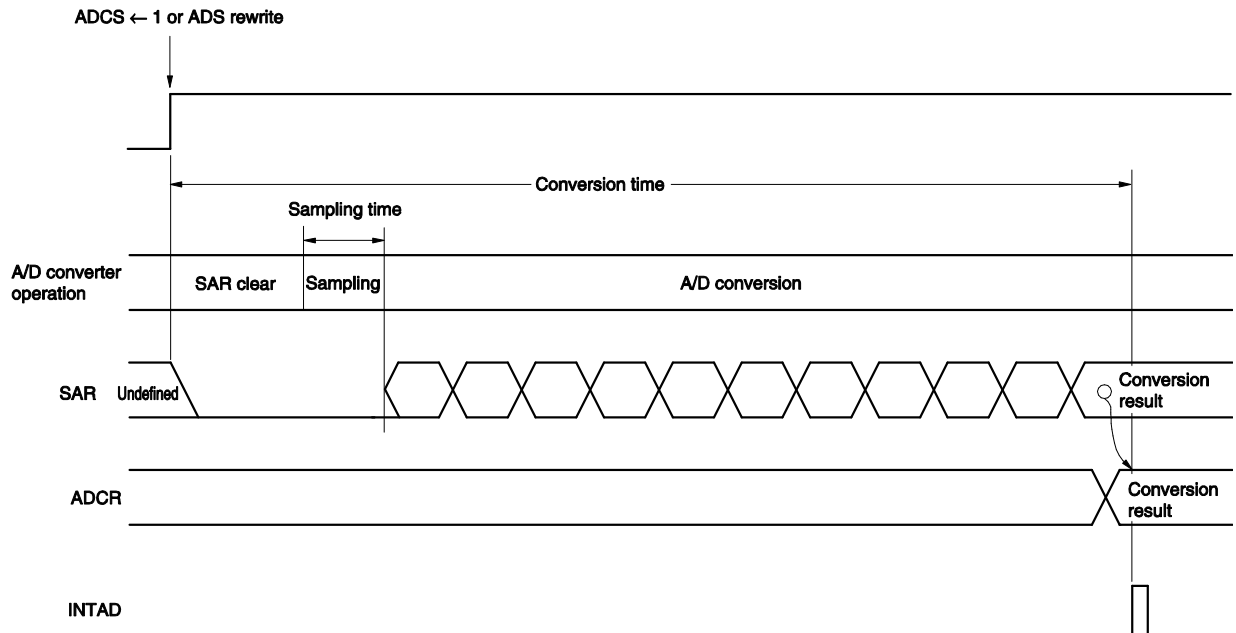 ADCS ← 1 or ADS rewrite
Conversion time
Sampling time
A/D converter
operation
SAR clear
Sampling
A/D conversion
SAR
Undefined
Conversion
result
ADCR
Conversion
result
INTAD